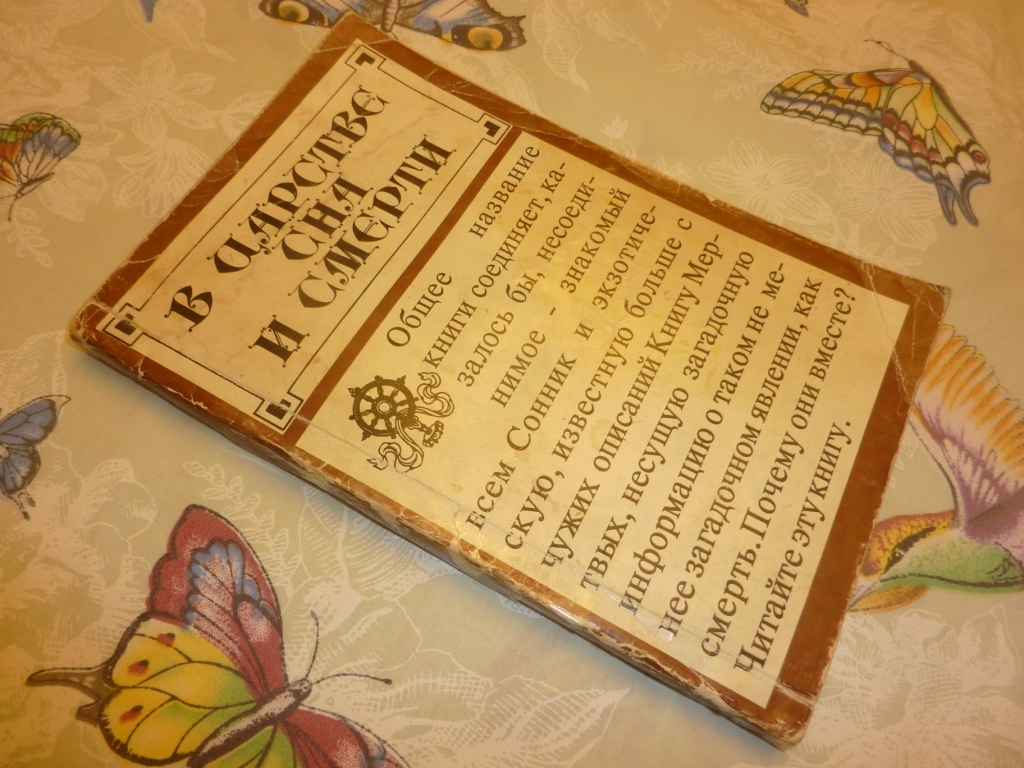 В ЦАРСТВЕ
СНА
И СМЕРТИ
Общее название
книги соединяет, ка-
залось бы, несоеди-
нимое - знакомый
всем Сонник и экзотиче-
скую, известную больше с
чужих описаний Книгу Мер-
твых, несущую загадочную
информацию о таком не ме-
нее загадочном явлении, как
смерть. Почему они вместе?
Читайте эту книгу.